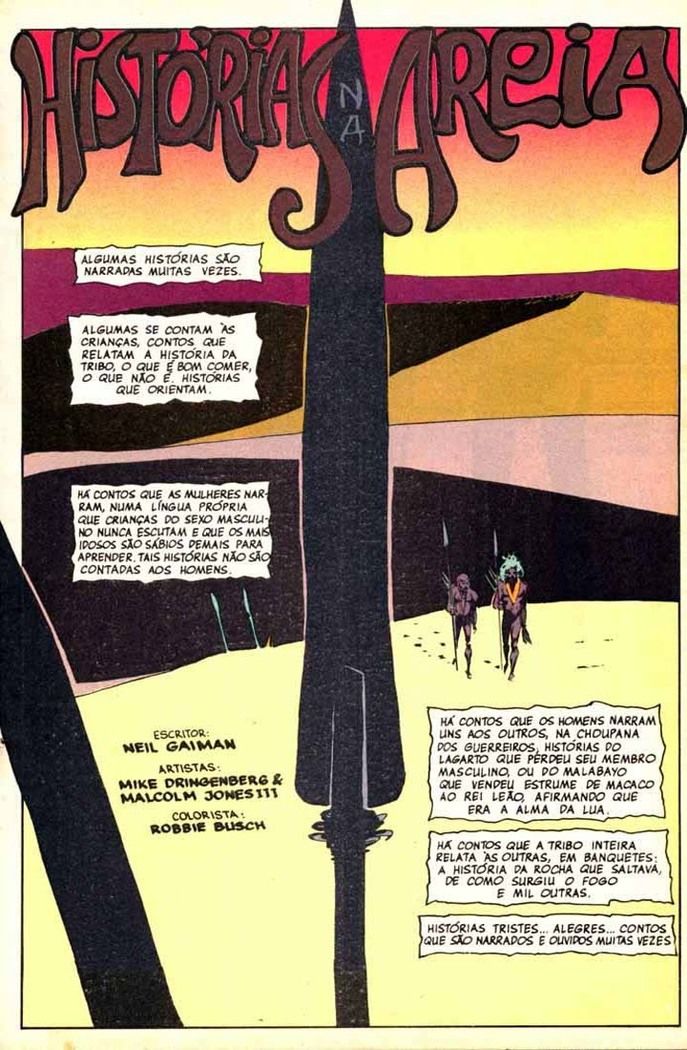 HISTÓRIAS NA AREIA
ALGUMAS HISTÓRIAS SÃO
NARRADAS MUITAS VEZES.
ALGUMAS SE CONTAM ÀS
CRIANÇAS, CONTOS QUE
RELATAM A HISTÓRIA DA
TRIBO, O QUE É BOM COMER,
O QUE NÃO É. HISTÓRIAS
QUE ORIENTAM.
HÁ CONTOS QUE AS MULHERES NAR-
RAM, NUMA LÍNGUA PRÓPRIA
QUE CRIANÇAS DO SEXO MASCULI-
NO NUNCA ESCUTAM E QUE OS MAIS
IDOSOS SÃO SÁBIOS DEMAIS PARA
APRENDER. TAIS HISTÓRIAS NÃO SÃO
CONTADAS AOS HOMENS.
ESCRITOR:
NEIL GAIMAN
ARTISTAS:
MIKE DRINGENBERG &
MALCOLM JONES III
COLORISTA:
ROBBIE BUSCH
HÁ CONTOS QUE OS HOMENS NARRAM
UNS AOS OUTROS, NA CHOUPANA
DOS GUERREIROS, HISTÓRIAS DO
LAGARTO QUE PERDEU SEU MEMBRO
MASCULINO, OU DO MALABAYO
QUE VENDEU ESTRUME DE MACACO
AO REI LEÃO, AFIRMANDO QUE
ERA A ALMA DA LUA.
HÁ CONTOS QUE A TRIBO INTEIRA
RELATA ÀS OUTRAS, EM BANQUETES:
A HISTÓRIA DA ROCHA QUE SALTAVA,
DE COMO SURGIU O FOGO
E MIL OUTRAS.
HISTÓRIAS TRISTES... ALEGRES... CONTOS
QUE SÃO NARRADOS E OUVIDOS MUITAS VEZES